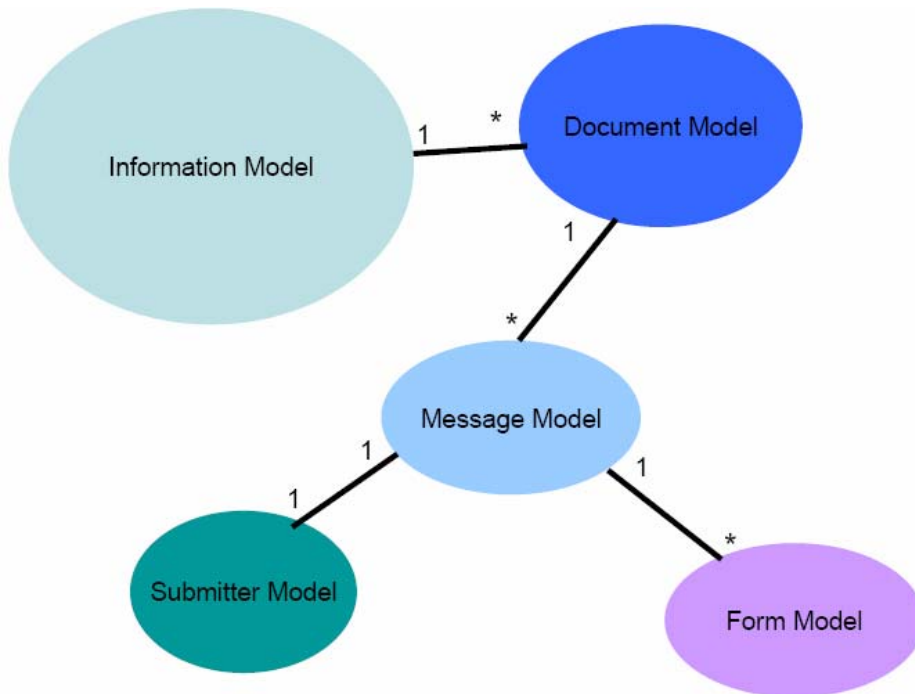 Information Model
1
*
Document Model
1
*
Message Model
1
1
1
*
Submitter Model
Form Model